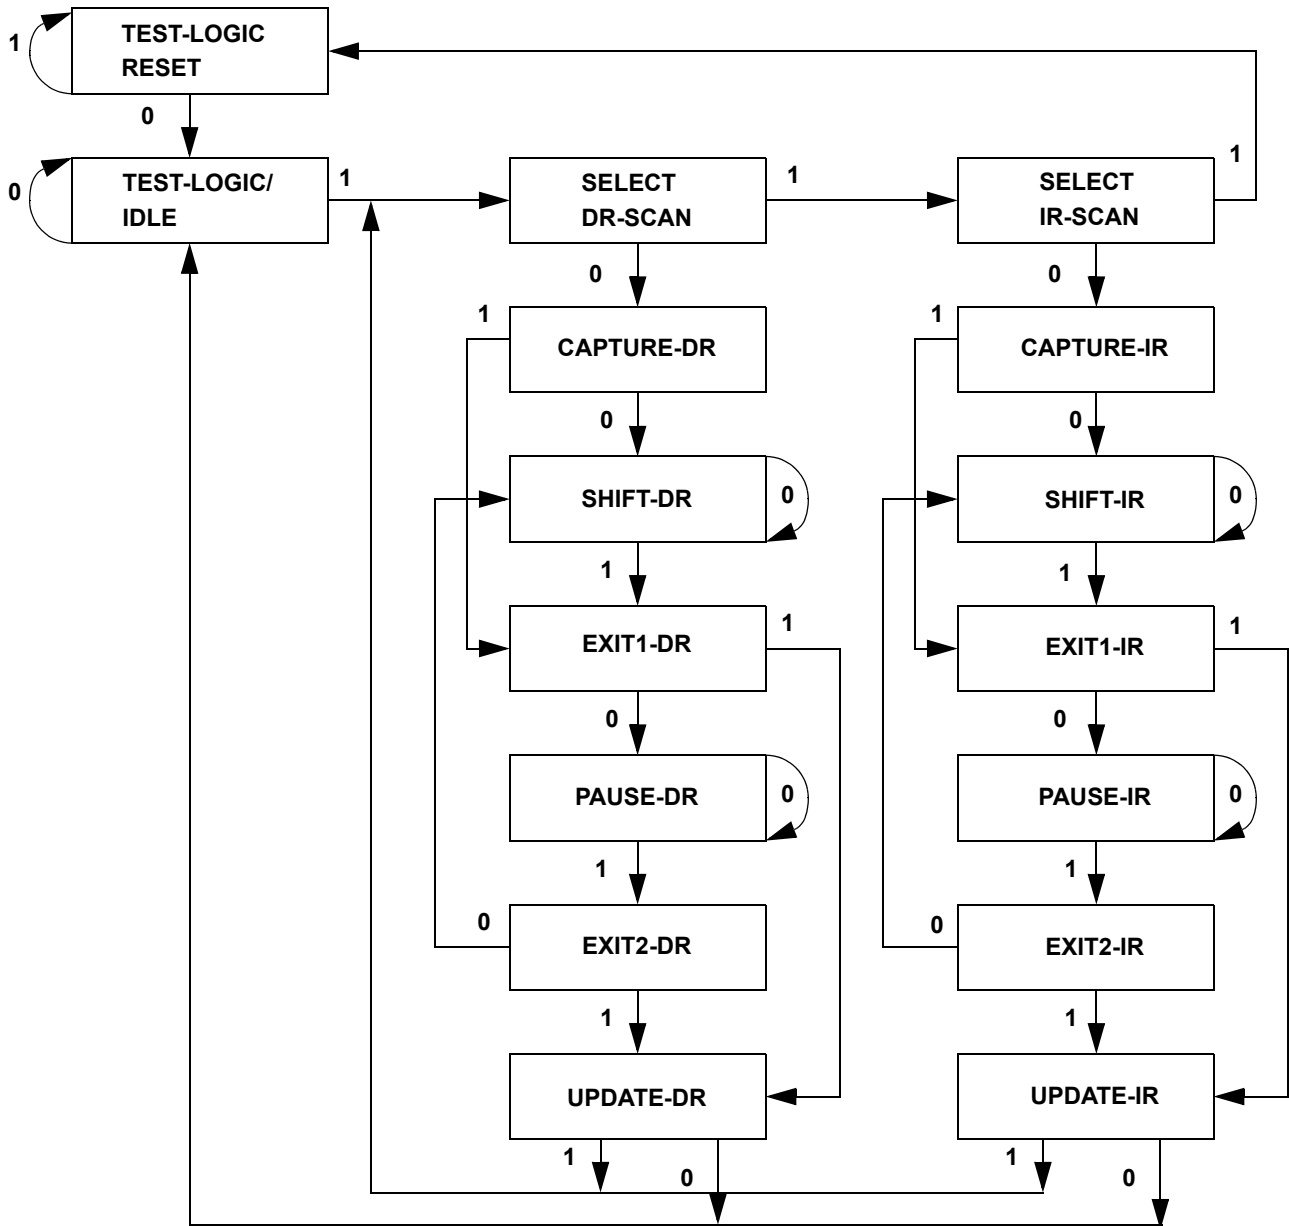 1
TEST-LOGIC
RESET
0
0
TEST-LOGIC/
IDLE
1
SELECT
DR-SCAN
1
SELECT
IR-SCAN
1
0
0
1
CAPTURE-DR
1
CAPTURE-IR
0
0
SHIFT-DR
0
SHIFT-IR
0
1
1
EXIT1-DR
1
EXIT1-IR
1
0
0
PAUSE-DR
0
PAUSE-IR
0
1
1
0
EXIT2-DR
0
EXIT2-IR
1
1
UPDATE-DR
UPDATE-IR
1
0
1
0